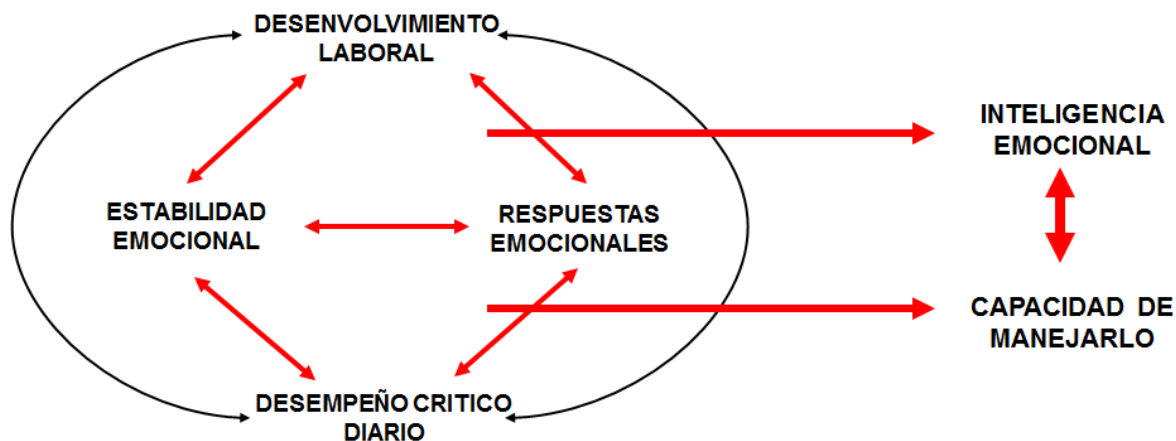 DESENVOLVIMIENTO
LABORAL
INTELIGENCIA
EMOCIONAL
ESTABILIDAD
EMOCIONAL
RESPUESTAS
EMOCIONALES
CAPACIDAD DE
MANEJARLO
DESEMPEÑO CRITICO
DIARIO